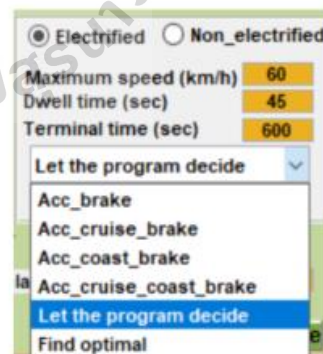 Electrified Non_electrified
Maximum speed (km/h) 60
Dwell time (sec) 45
Terminal time (sec) 600
Let the program decide
Acc_brake
Acc_cruise_brake
Acc_coast_brake
la Acc_cruise_coast_brake
Let the program decide
e
Find optimal